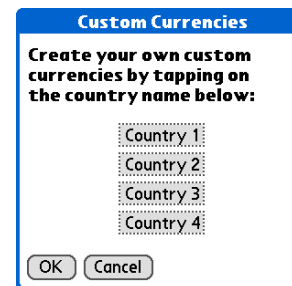 Custom Currencies
Create your own custom
currencies by tapping on
the country name below:
Country 1
Country 2
Country 3
Country 4
OK Cancel